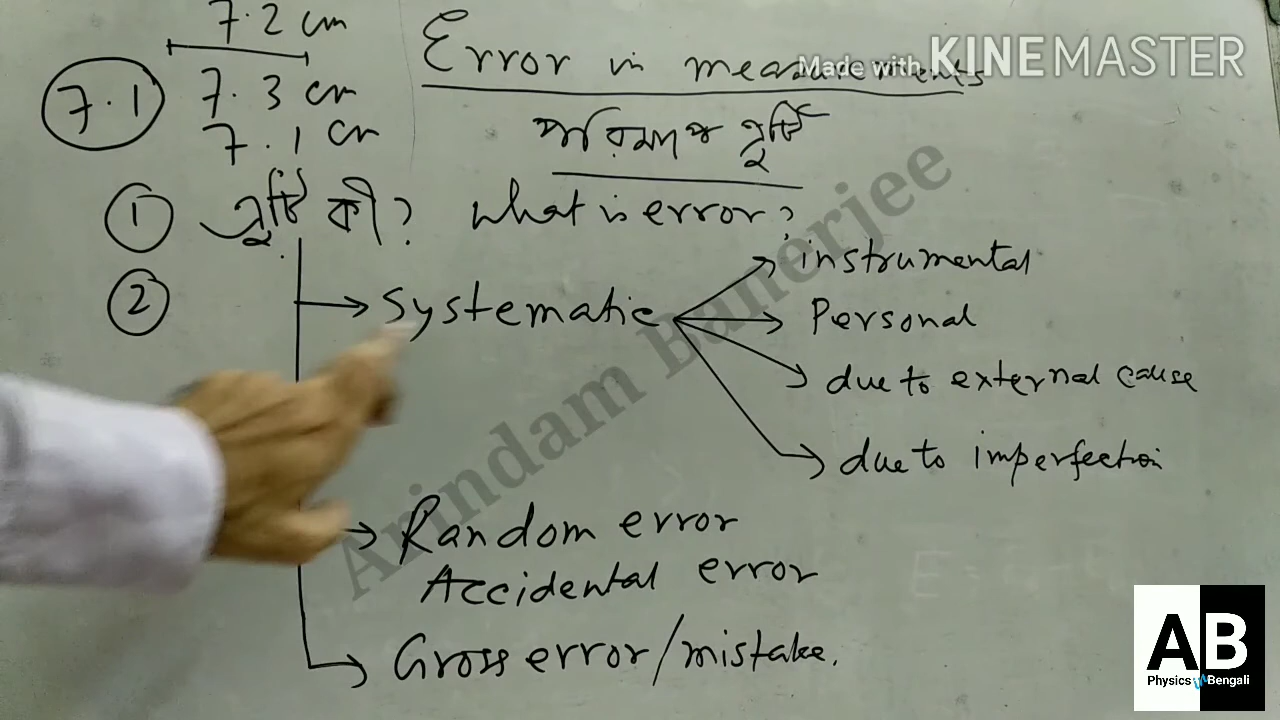 7.2 cm
Error in measurements
Made with KINEMASTER
7.1
7.3 cm
7.1 cm
পরিমাপে ত্রুটি
① ত্রুটি কী? What is error?
②
Systematic
instrumental
Personal
due to external cause
due to imperfection
Random error
Accidental error
Gross error/mistake.
Arindam Banerjee
AB
Physics in Bengali